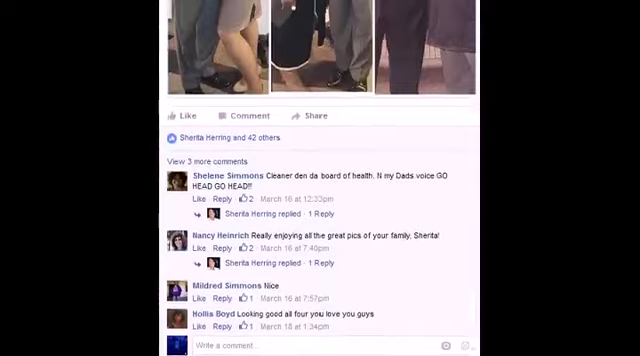 Like Comment Share
Sherita Herring and 42 others
View 3 more comments
Shelene Simmons Cleaner den da board of health. N my Dads voice GO
HEAD GO HEAD!!
Like Reply 2 March 16 at 12:33pm
Sherita Herring replied · 1 Reply
Nancy Heinrich Really enjoying all the great pics of your family, Sherita!
Like Reply 2 March 16 at 7:40pm
Sherita Herring replied · 1 Reply
Mildred Simmons Nice
Like Reply 1 March 16 at 7:57pm
Hollis Boyd Looking good all four you love you guys
Like Reply 1 March 18 at 1:34pm
Write a comment...